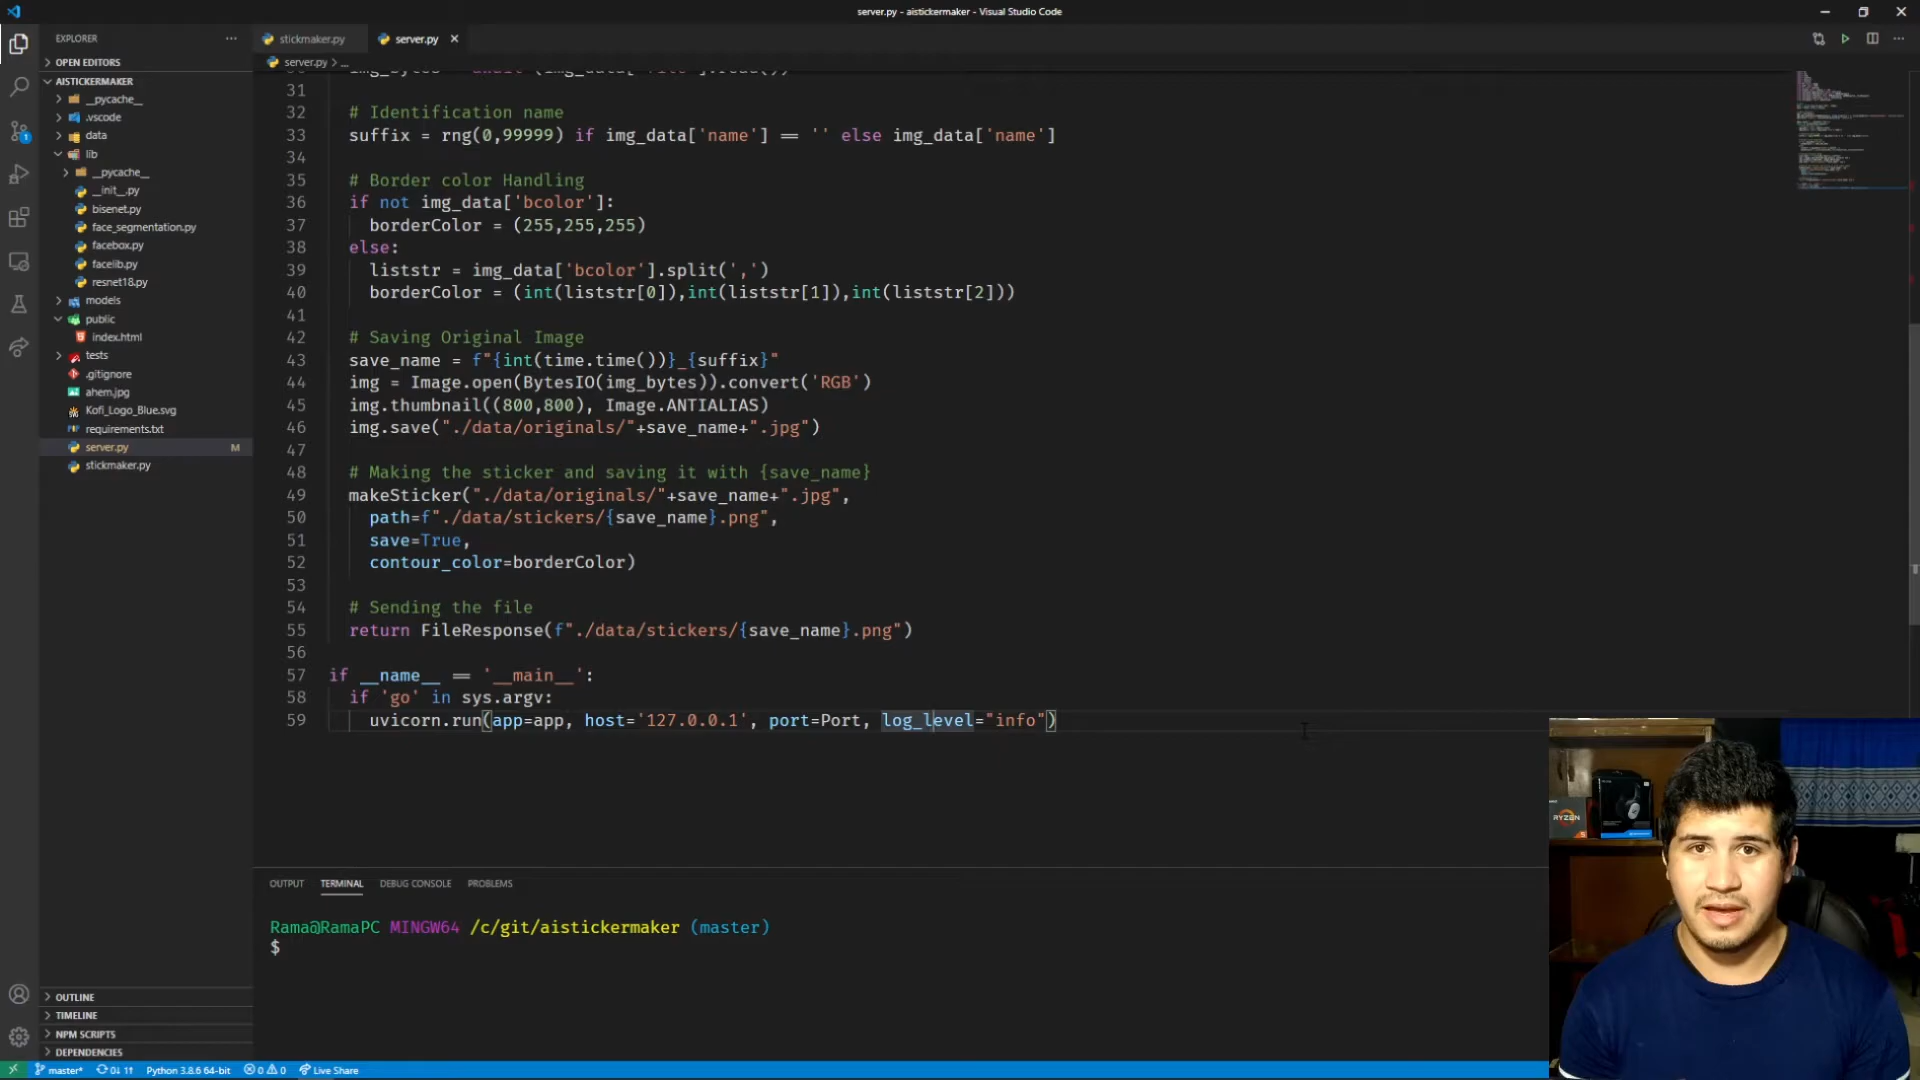 server.py - aistickermaker - Visual Studio Code
EXPLORER
stickmaker.py
server.py
OPEN EDITORS
server.py > ...
AISTICKERMAKER
__pycache__
.vscode
data
lib
__pycache__
__init__.py
bisenet.py
face_segmentation.py
facebox.py
facelib.py
resnet18.py
models
public
index.html
tests
.gitignore
ahem.jpg
Kofi_Logo_Blue.svg
requirements.txt
server.py M
stickmaker.py
OUTLINE
TIMELINE
NPM SCRIPTS
DEPENDENCIES
31
32 # Identification name
33 suffix = rng(0,99999) if img_data['name'] == '' else img_data['name']
34
35 # Border color Handling
36 if not img_data['bcolor']:
37 borderColor = (255,255,255)
38 else:
39 liststr = img_data['bcolor'].split(',')
40 borderColor = (int(liststr[0]),int(liststr[1]),int(liststr[2]))
41
42 # Saving Original Image
43 save_name = f"{int(time.time())}_{suffix}"
44 img = Image.open(BytesIO(img_bytes)).convert('RGB')
45 img.thumbnail((800,800), Image.ANTIALIAS)
46 img.save("./data/originals/"+save_name+".jpg")
47
48 # Making the sticker and saving it with {save_name}
49 makeSticker("./data/originals/"+save_name+".jpg",
50 path=f"./data/stickers/{save_name}.png",
51 save=True,
52 contour_color=borderColor)
53
54 # Sending the file
55 return FileResponse(f"./data/stickers/{save_name}.png")
56
57 if __name__ == '__main__':
58 if 'go' in sys.argv:
59 uvicorn.run(app=app, host='127.0.0.1', port=Port, log_level="info")
OUTPUT TERMINAL DEBUG CONSOLE PROBLEMS
Rama@RamaPC MINGW64 /c/git/aistickermaker (master)
$
RYZEN
master* 0↓ 1↑ Python 3.8.6 64-bit 0 0 Live Share